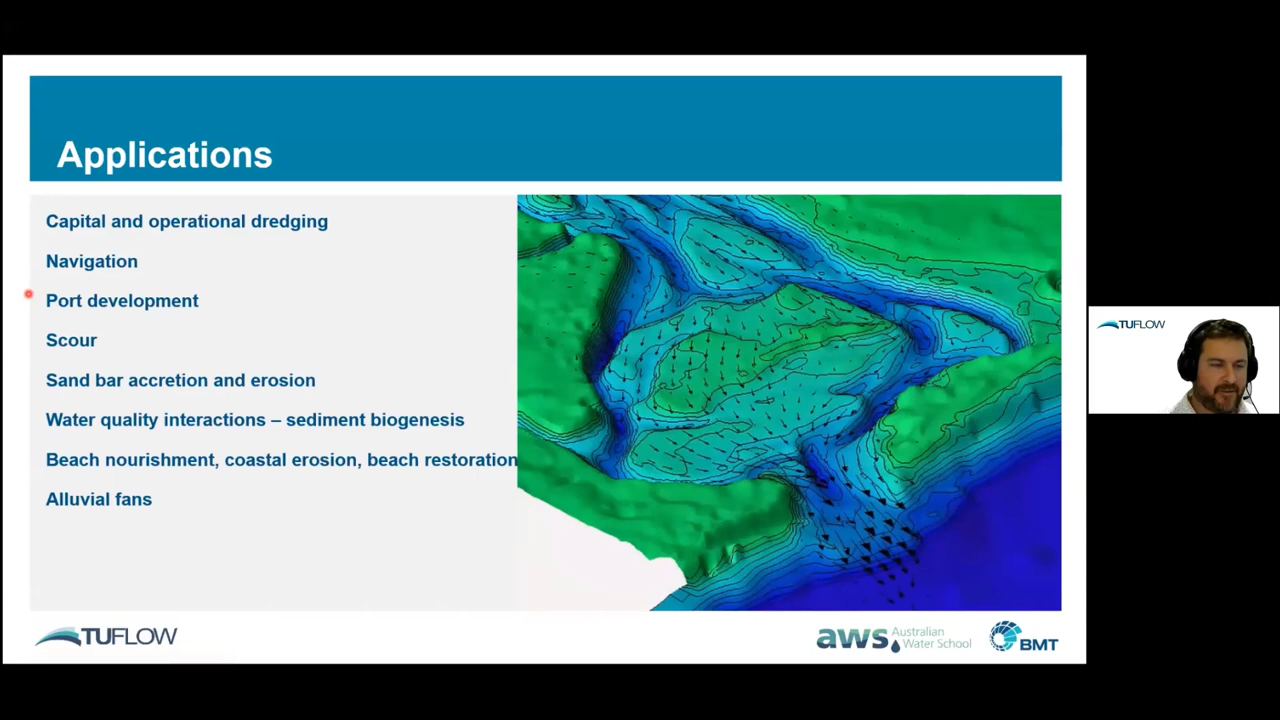 Applications
Capital and operational dredging
Navigation
Port development
Scour
Sand bar accretion and erosion
Water quality interactions – sediment biogenesis
Beach nourishment, coastal erosion, beach restoration
Alluvial fans
TUFLOW
aws Australian
Water School
BMT
TUFLOW